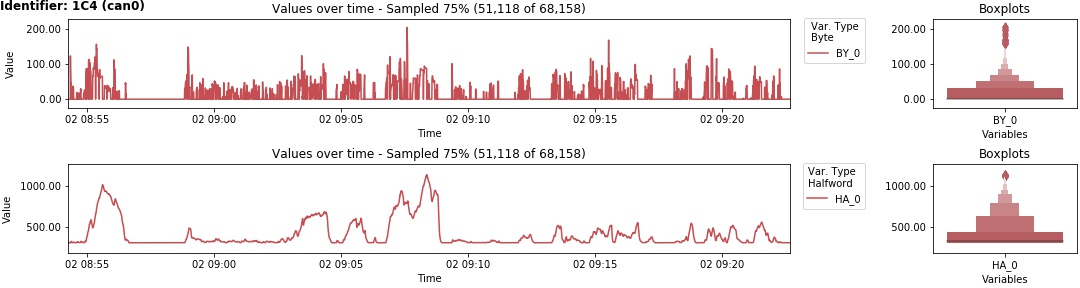 Identifier: 1C4 (can0)
Values over time - Sampled 75% (51,118 of 68,158)
Boxplots
Value
200.00
100.00
0.00
02 08:55
02 09:00
02 09:05
02 09:10
02 09:15
02 09:20
Time
Var. Type
Byte
BY_0
200.00
100.00
0.00
BY_0
Variables
Values over time - Sampled 75% (51,118 of 68,158)
Boxplots
Value
1000.00
500.00
02 08:55
02 09:00
02 09:05
02 09:10
02 09:15
02 09:20
Time
Var. Type
Halfword
HA_0
1000.00
500.00
HA_0
Variables